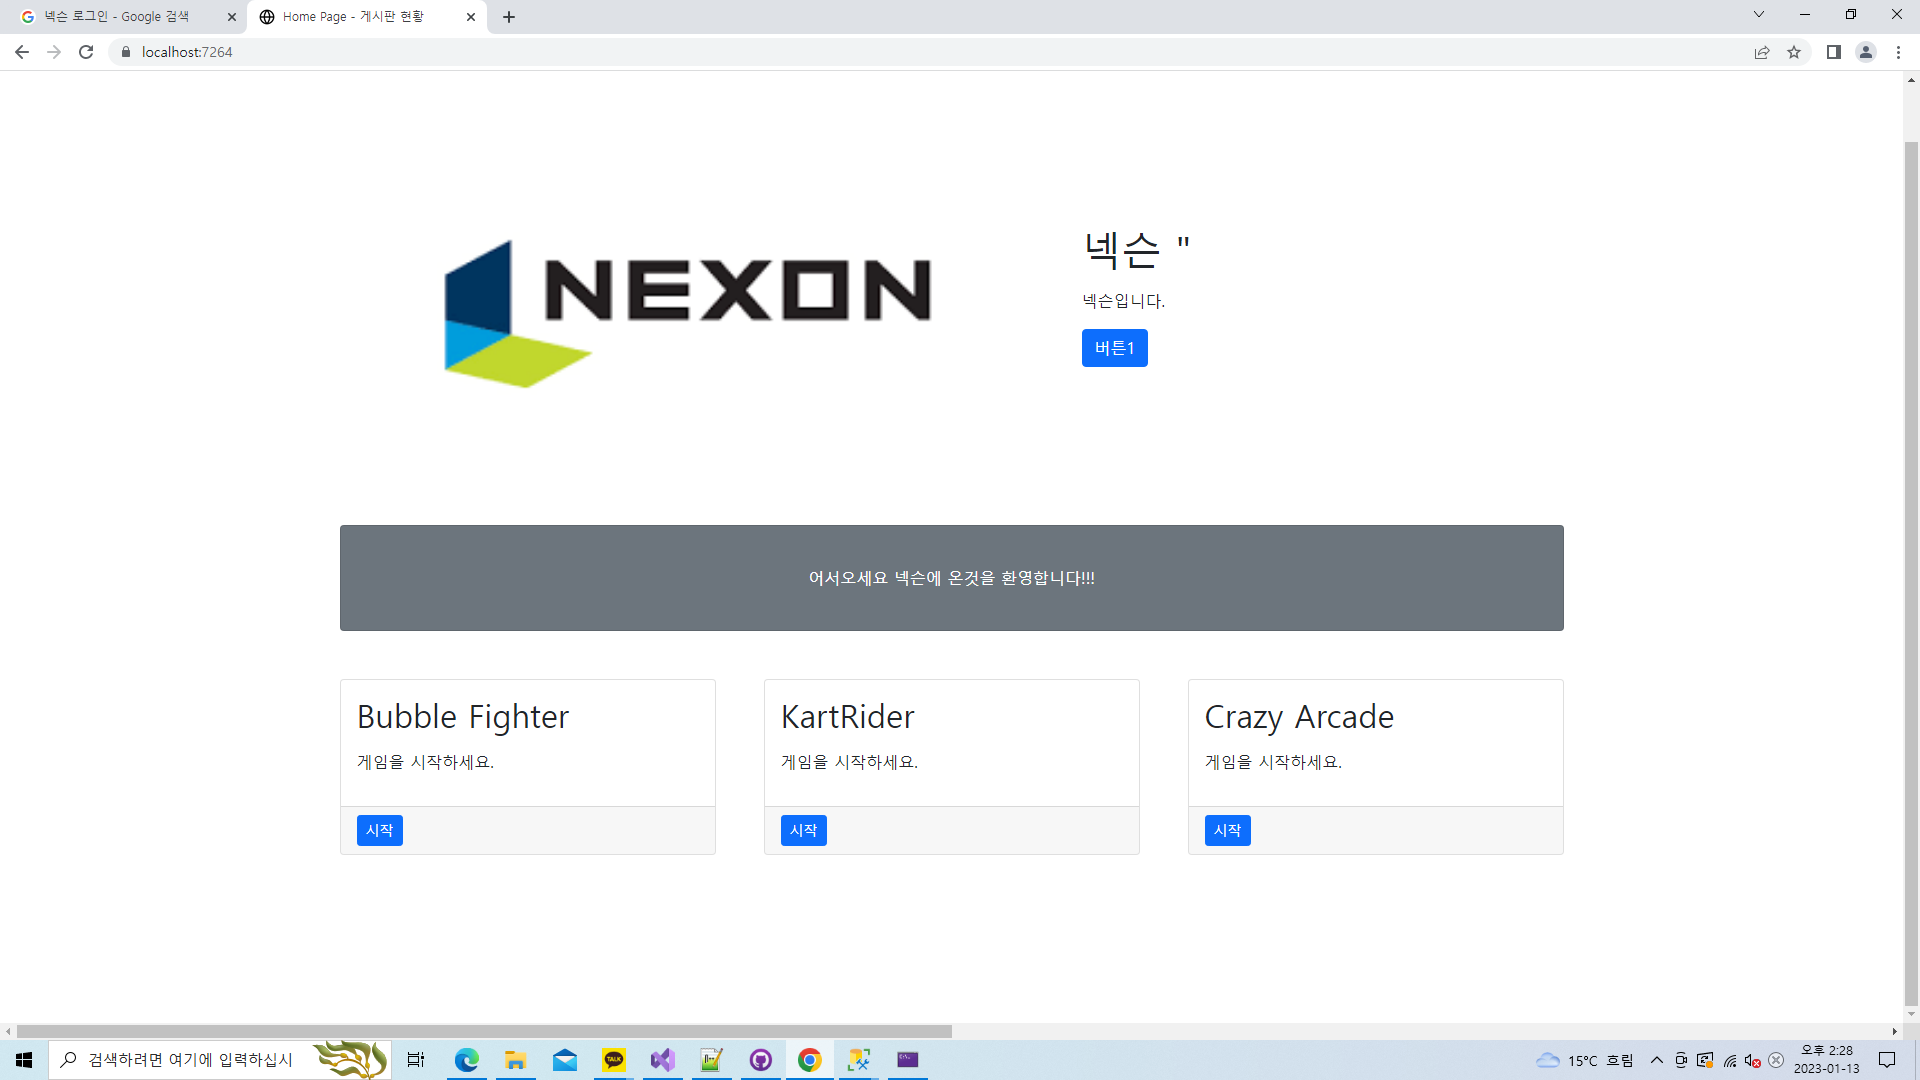 넥슨 로그인 - Google 검색
Home Page - 게시판 현황
localhost:7264
NEXON
넥슨 "
넥슨입니다.
버튼1
어서오세요 넥슨에 온것을 환영합니다!!!
Bubble Fighter
게임을 시작하세요.
시작
KartRider
게임을 시작하세요.
시작
Crazy Arcade
게임을 시작하세요.
시작
검색하려면 여기에 입력하십시
TALK
15°C 흐림
오후 2:28
2023-01-13